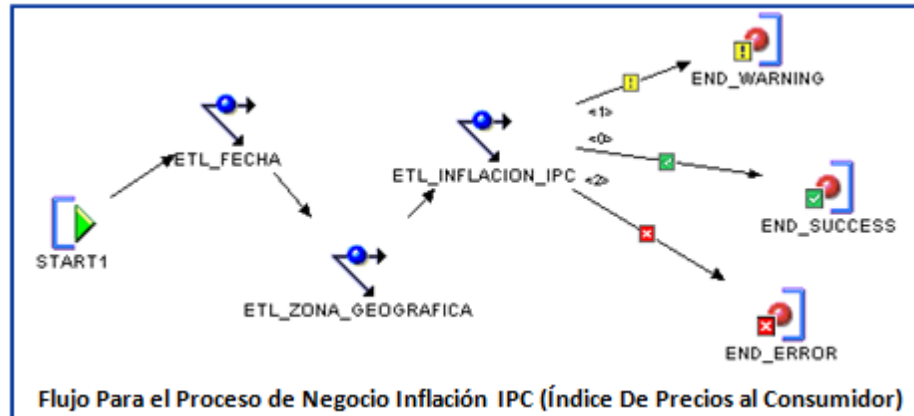 END_WARNING
<1>
ETL_FECHA
<0>
ETL_INFLACION_IPC
<2>
END_SUCCESS
START1
ETL_ZONA_GEOGRAFICA
END_ERROR
Flujo Para el Proceso de Negocio Inflación IPC (Índice De Precios al Consumidor)